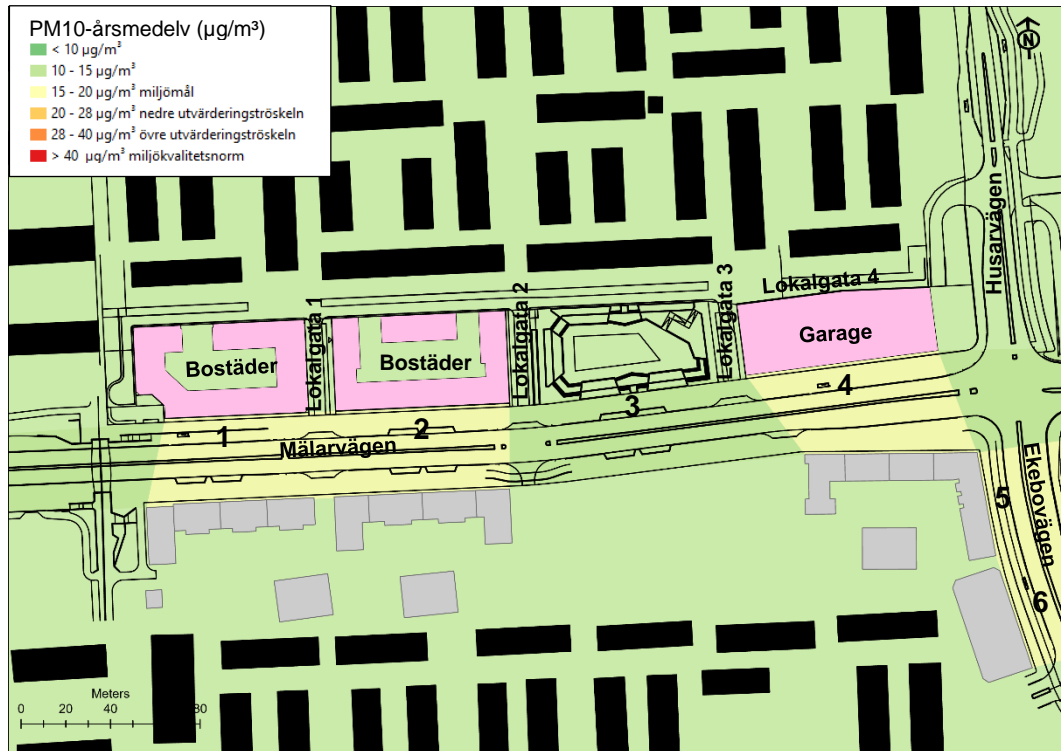 PM10-årsmedelv (µg/m³)
< 10 µg/m³
10 - 15 µg/m³
15 - 20 µg/m³ miljömål
20 - 28 µg/m³ nedre utvärderingströskeln
28 - 40 µg/m³ övre utvärderingströskeln
> 40 µg/m³ miljökvalitetsnorm
N
Husarvägen
Lokalgata 4
Lokalgata 1
Lokalgata 2
Lokalgata 3
Garage
Bostäder
Bostäder
4
3
1
2
Mälarvägen
5
Ekebovägen
6
Meters
0 20 40 80